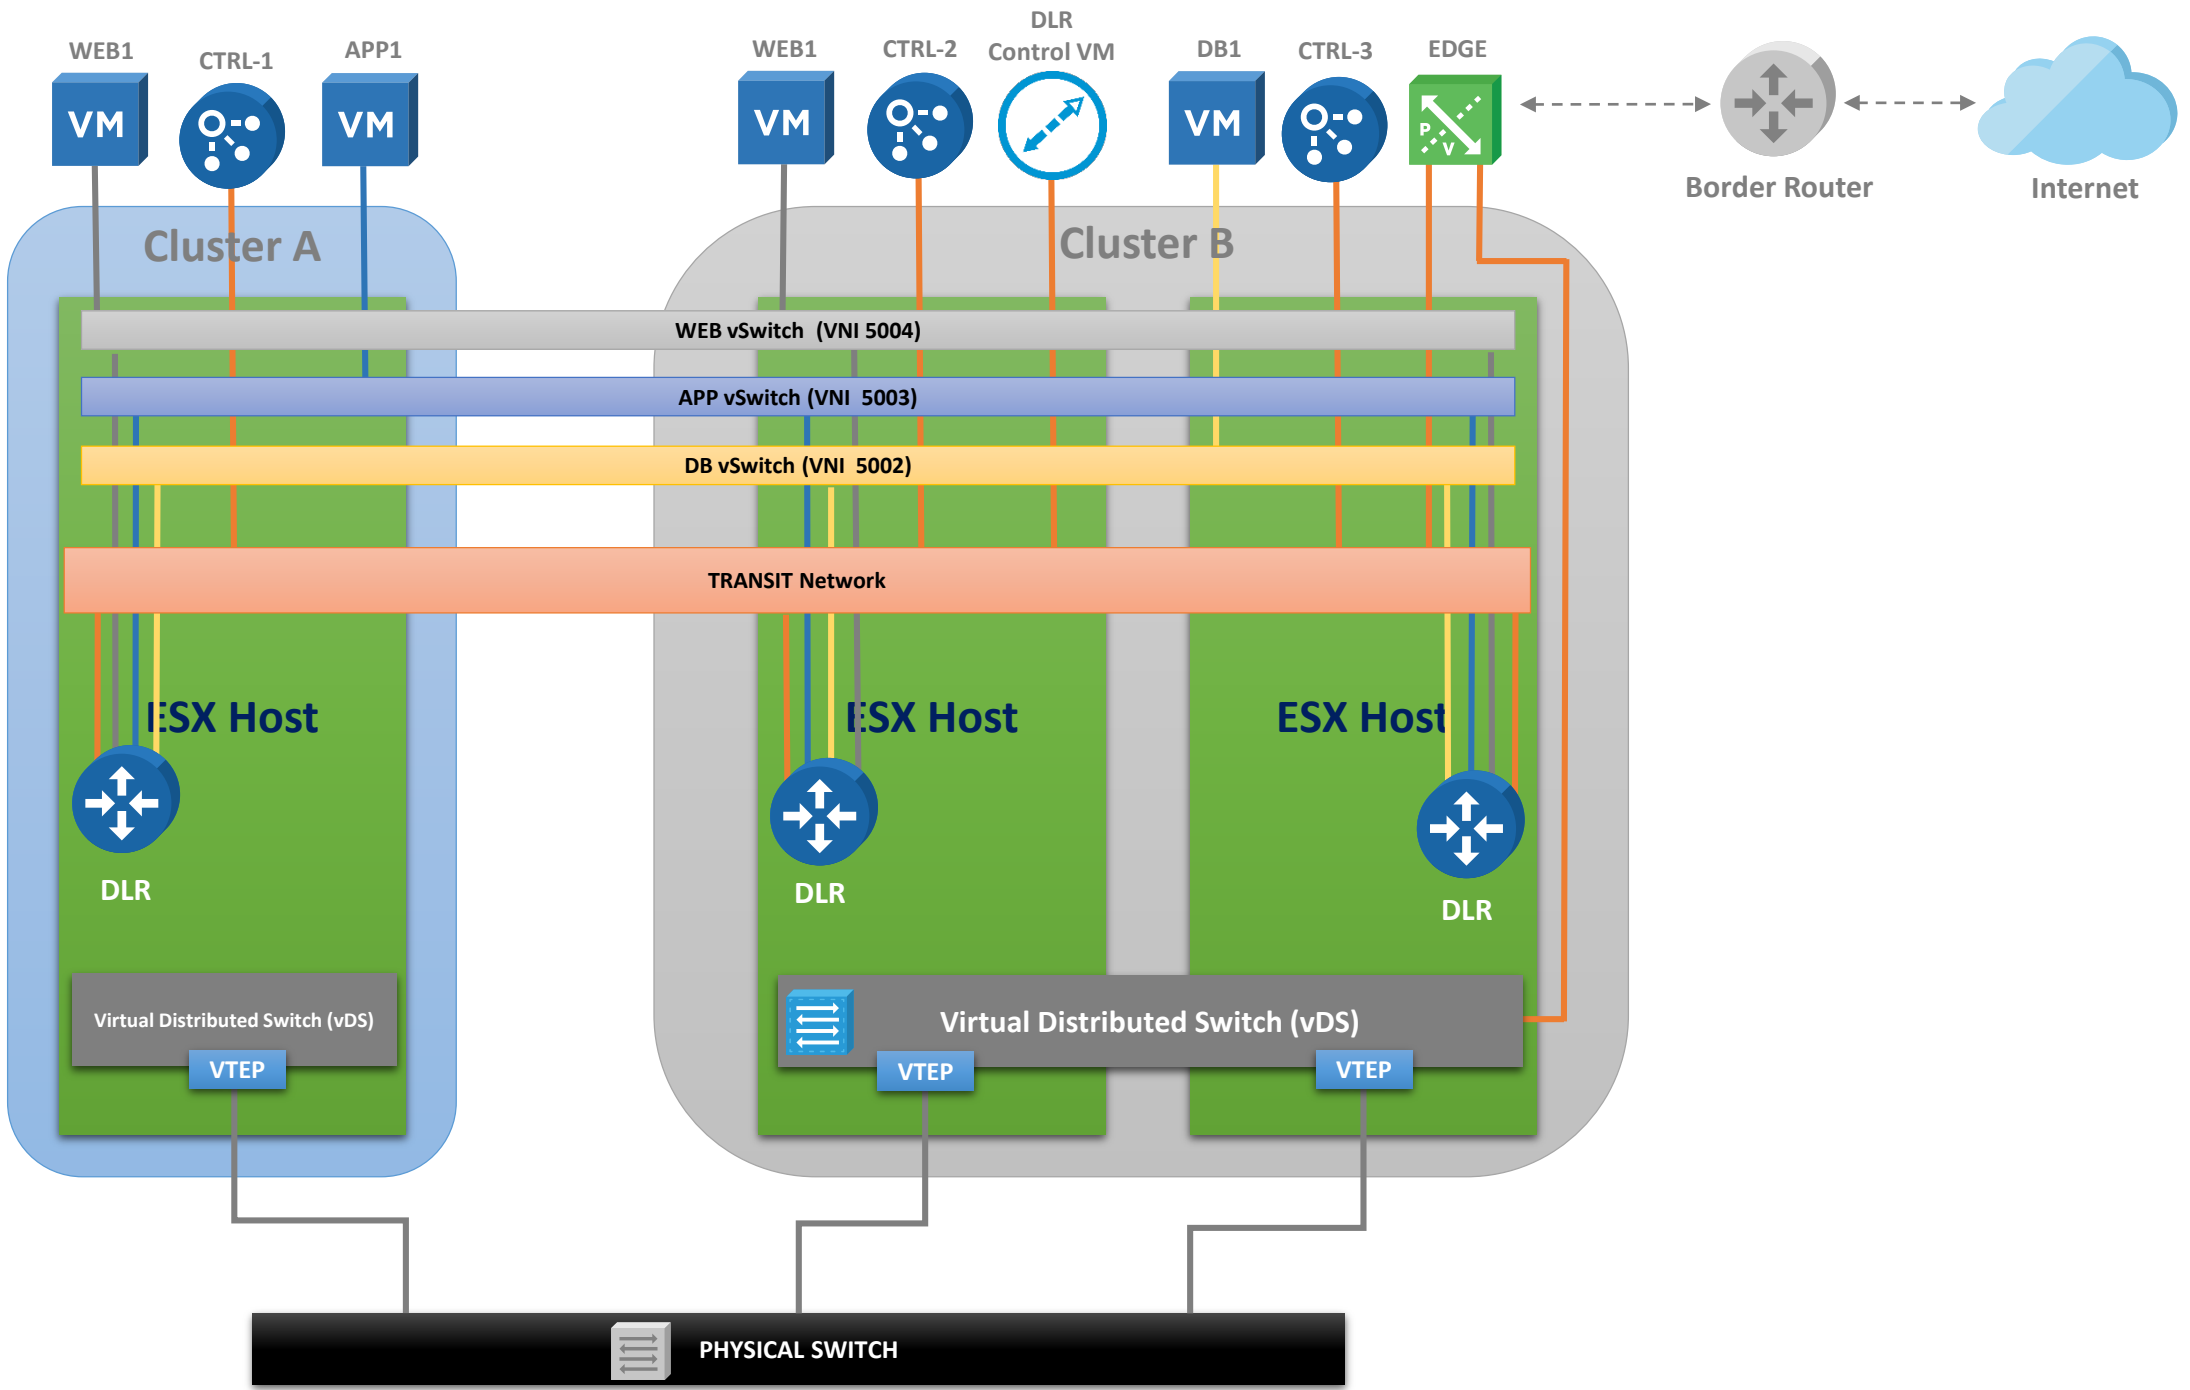 WEB1
CTRL-1
APP1
WEB1
CTRL-2
DLR
Control VM
DB1
CTRL-3
EDGE
VM
VM
VM
VM
P
V
Border Router
Internet
Cluster A
Cluster B
WEB vSwitch (VNI 5004)
APP vSwitch (VNI 5003)
DB vSwitch (VNI 5002)
TRANSIT Network
ESX Host
ESX Host
ESX Host
DLR
DLR
DLR
Virtual Distributed Switch (vDS)
Virtual Distributed Switch (vDS)
VTEP
VTEP
VTEP
PHYSICAL SWITCH